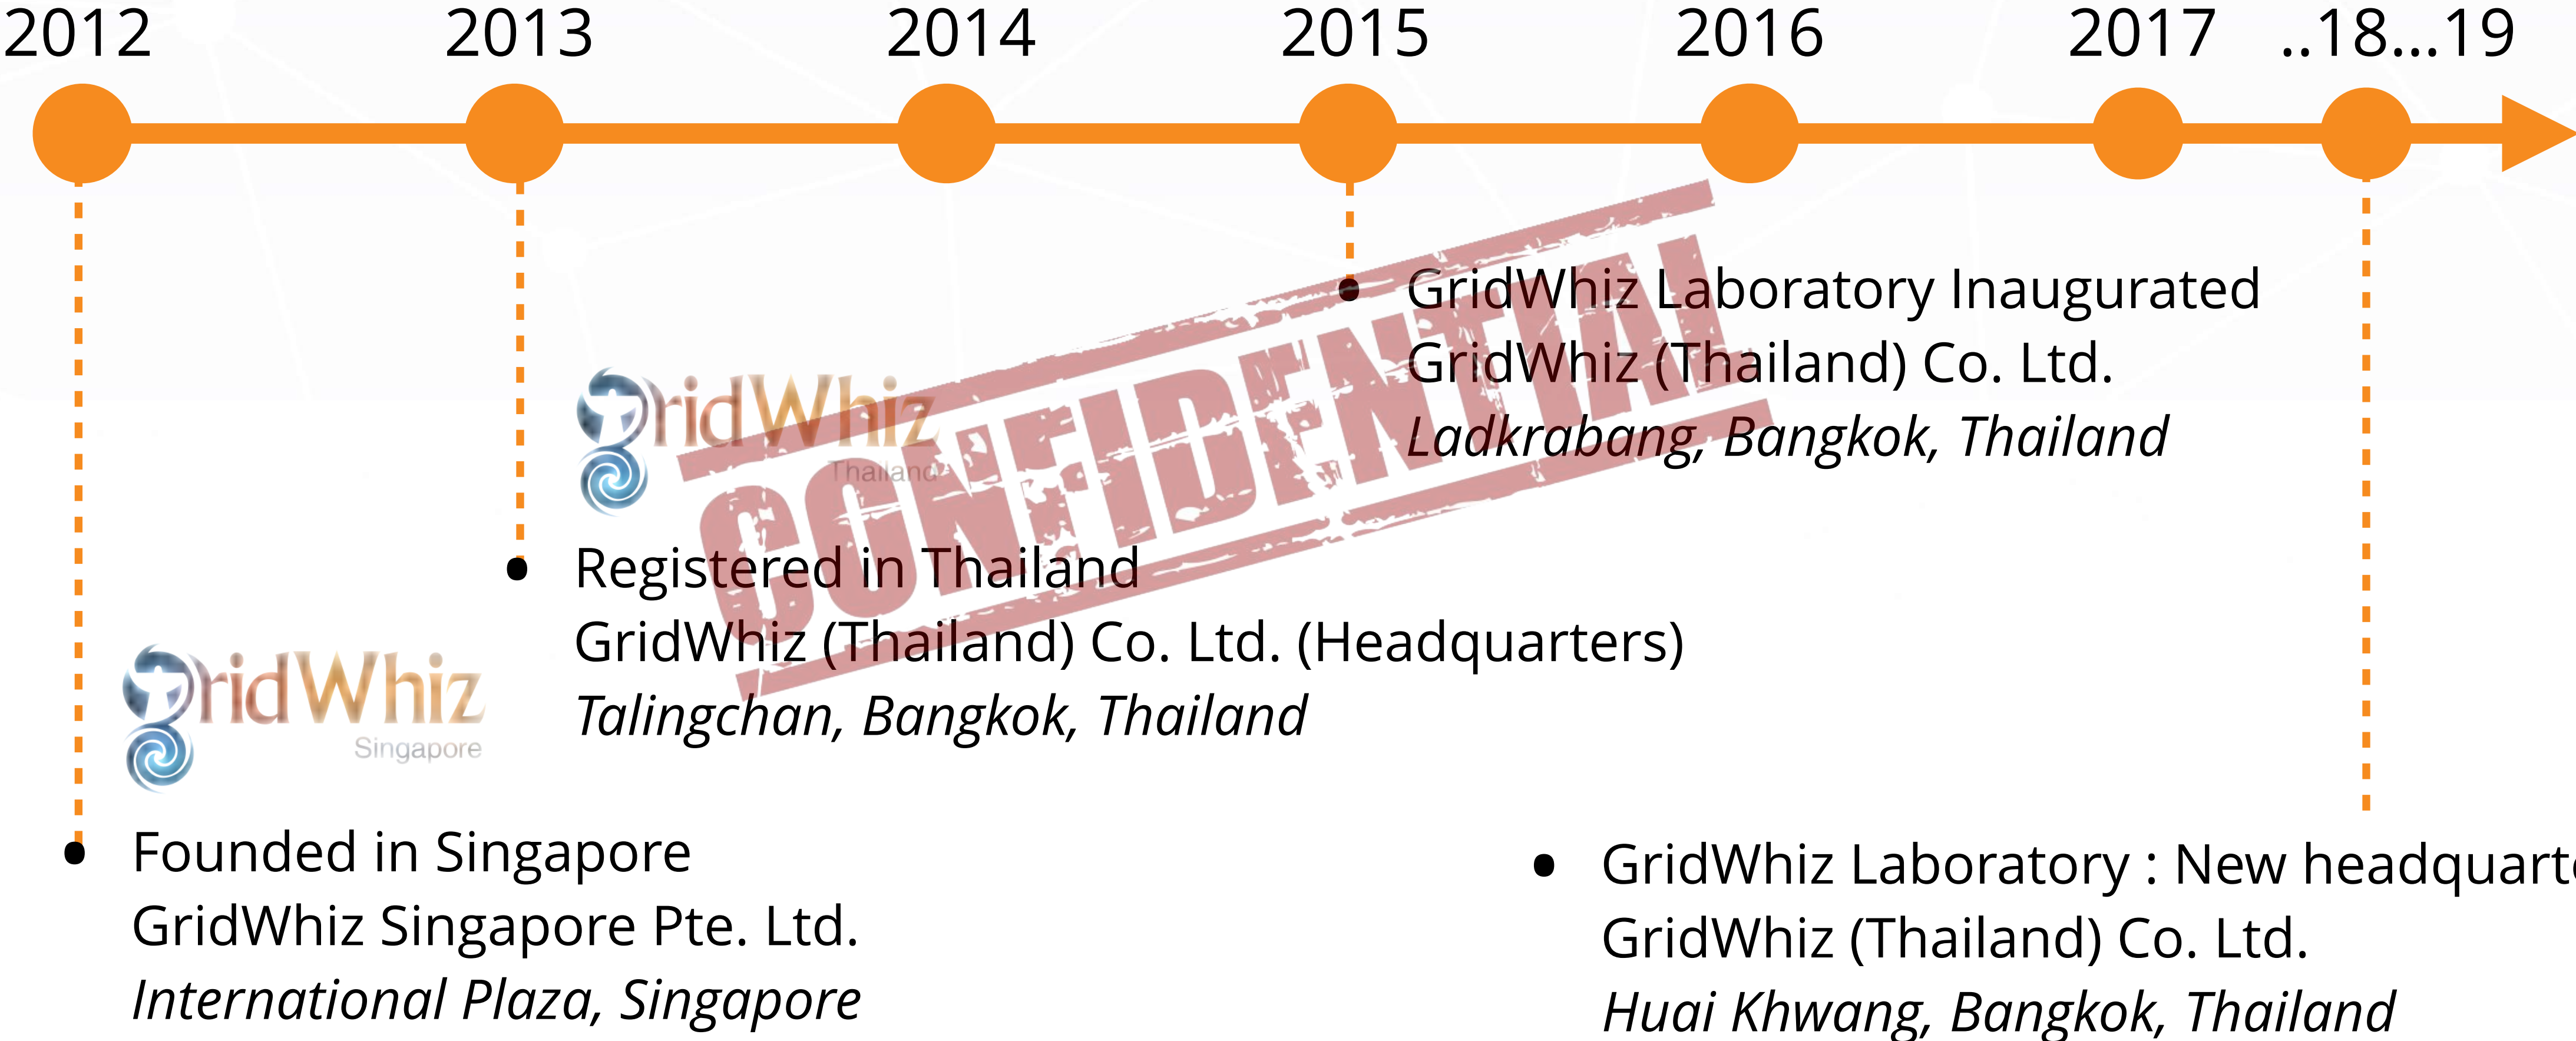 2012 2013 2014 2015 2016 2017 ..18...19
GridWhiz Laboratory Inaugurated
GridWhiz (Thailand) Co. Ltd.
Ladkrabang, Bangkok, Thailand
GridWhiz
Thailand
CONFIDENTIAL
• Registered in Thailand
GridWhiz (Thailand) Co. Ltd. (Headquarters)
Talingchan, Bangkok, Thailand
GridWhiz
Singapore
• Founded in Singapore
GridWhiz Singapore Pte. Ltd.
International Plaza, Singapore
• GridWhiz Laboratory : New
GridWhiz (Thailand) Co. Ltd.
Huai Khwang, Bangkok, Thailand